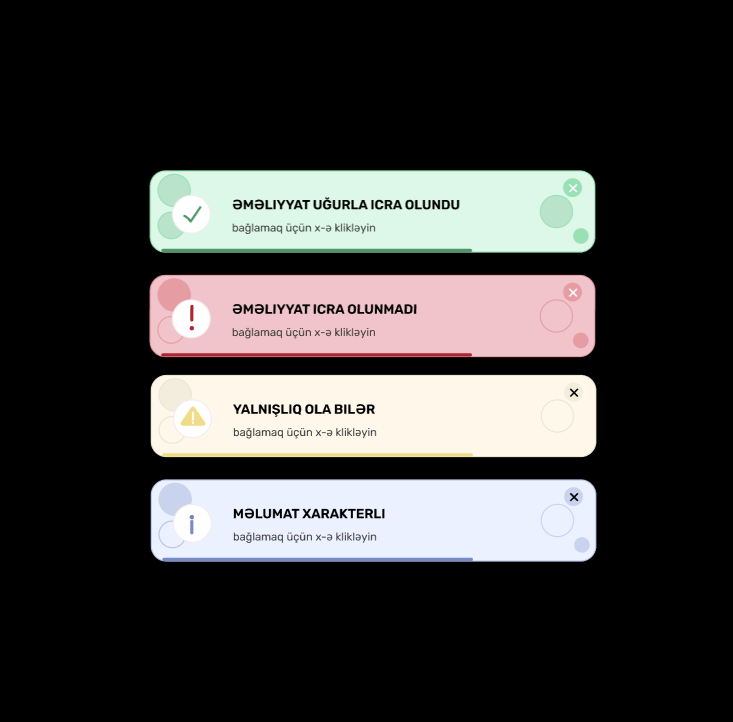 ƏMƏLIYYAT UĞURLA ICRA OLUNDU
bağlamaq üçün x-ə klikləyin
ƏMƏLIYYAT ICRA OLUNMADI
bağlamaq üçün x-ə klikləyin
YALNIŞLIQ OLA BILƏR
bağlamaq üçün x-ə klikləyin
MƏLUMAT XARAKTERLI
bağlamaq üçün x-ə klikləyin